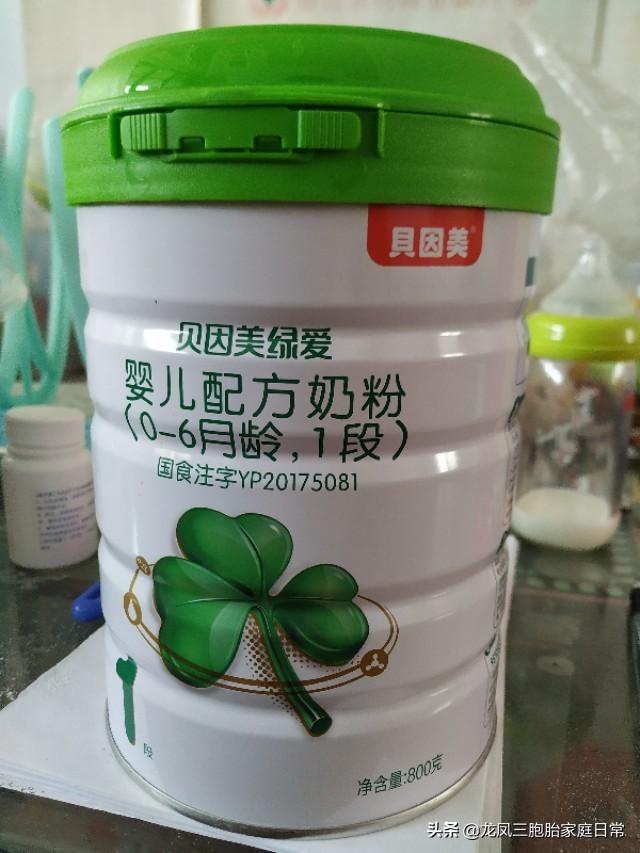 贝因美
贝因美绿爱
婴儿配方奶粉
（0-6月龄，1段）
国食注字YP20175081
1
段
净含量:800克
头条 @龙凤三胞胎家庭日常